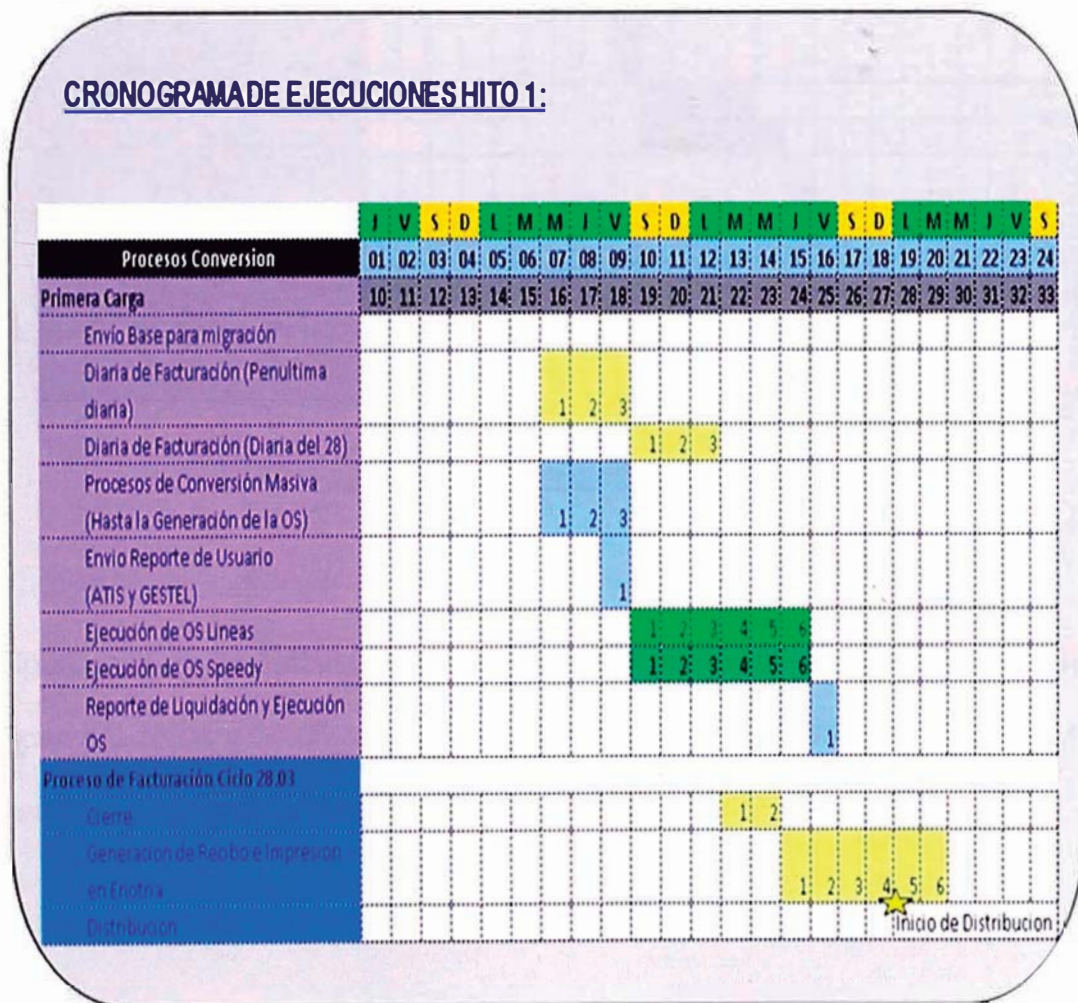 CRONOGRAMA DE EJECUCIONES HITO 1:
J V S D L M M J V S D L M M J V S D L M M J V S
Procesos Conversion 01 02 03 04 05 06 07 08 09 10 11 12 13 14 15 16 17 18 19 20 21 22 23 24
Primera Carga 10 11 12 13 14 15 16 17 18 19 20 21 22 23 24 25 26 27 28 29 30 31 32 33
Envío Base para migración
Diaria de Facturación (Penultima
diaria) 1 2 3
Diaria de Facturación (Diaria del 28) 1 2 3
Procesos de Conversión Masiva
(Hasta la Generación de la OS) 1 2 3
Envio Reporte de Usuario
(ATIS y GESTEL) 1
Ejecución de OS Lineas 1 2 3 4 5 6
Ejecución de OS Speedy 1 2 3 4 5 6
Reporte de Liquidación y Ejecución
OS 1
Proceso de Facturación Ciclo 28.03
Cierre 1 2
Generacion de Recibo e Impresion
en Enotria 1 2 3 4 5 6
Distribucion Inicio de Distribucion